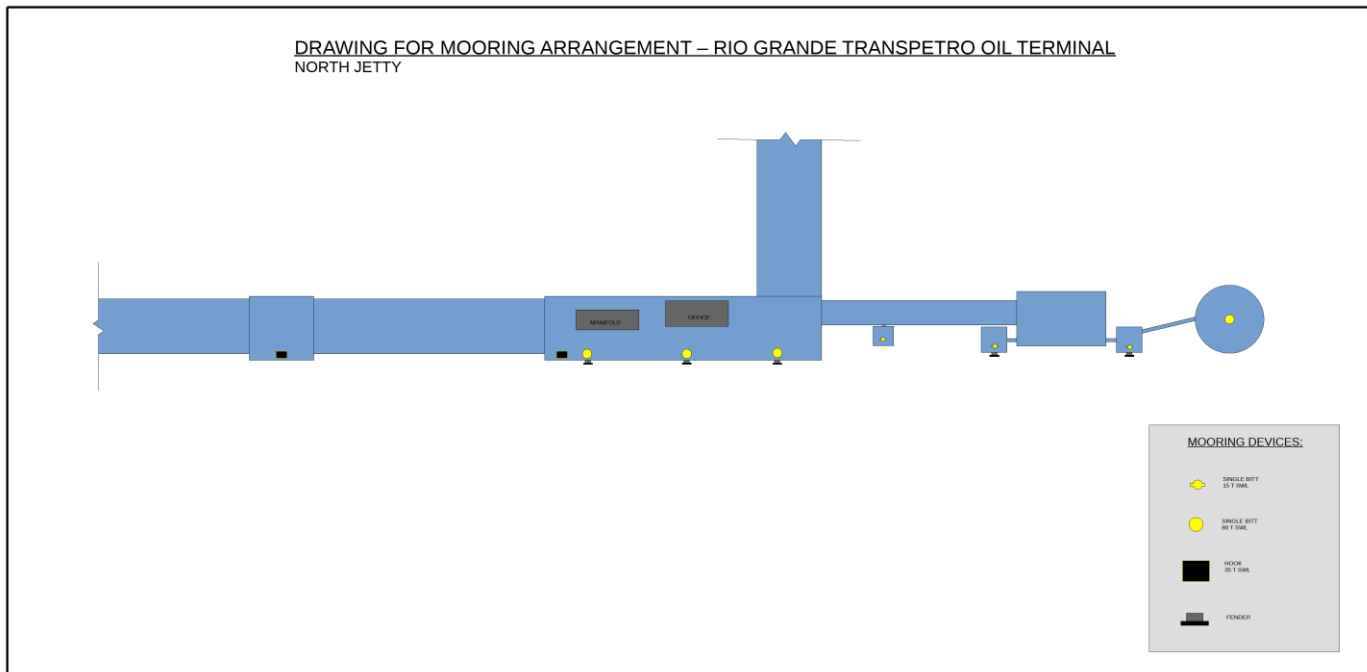 DRAWING FOR MOORING ARRANGEMENT – RIO GRANDE TRANSPETRO OIL TERMINAL
NORTH JETTY
MANIFOLD
OFFICE
MOORING DEVICES:
SINGLE BITT
15 T SWL
SINGLE BITT
80 T SWL
HOOK
35 T SWL
FENDER